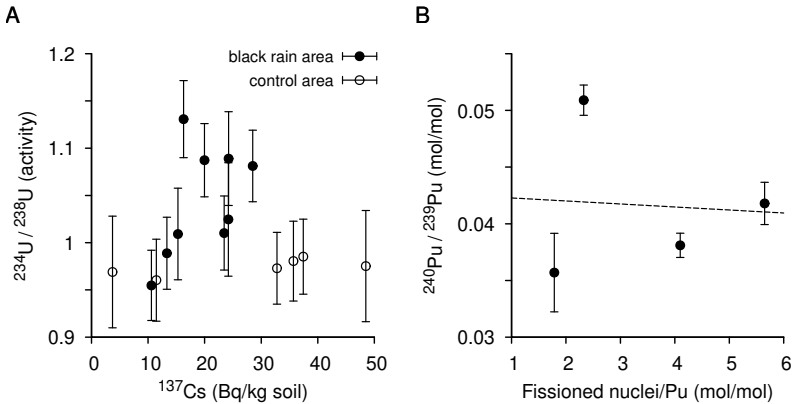 A
1.2
1.1
1
0.9
0 10 20 30 40 50
234U / 238U (activity)
137Cs (Bq/kg soil)
black rain area
control area
B
0.05
0.04
0.03
1 2 3 4 5 6
240Pu / 239Pu (mol/mol)
Fissioned nuclei/Pu (mol/mol)